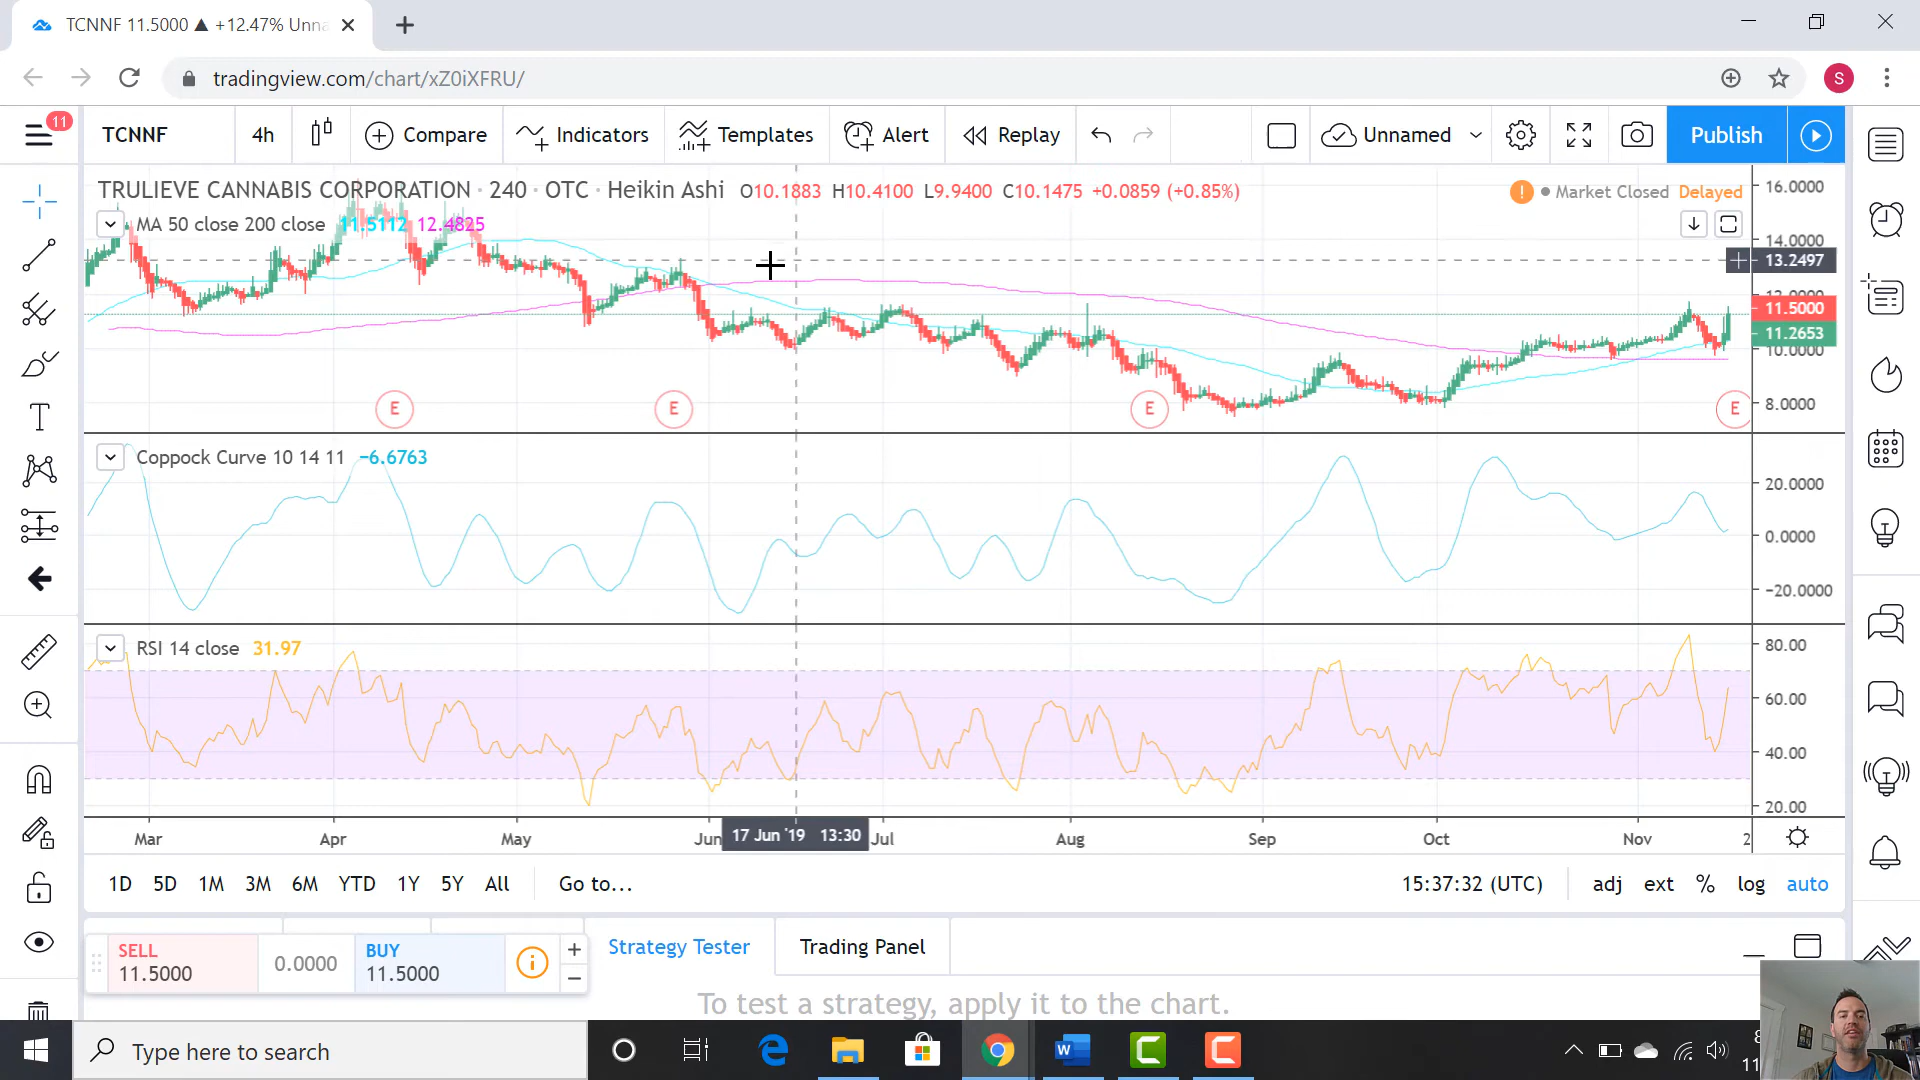 TCNNF 11.5000 ▲ +12.47% Unna
tradingview.com/chart/xZ0iXFRU/
S
11
TCNNF 4h Compare Indicators Templates Alert Replay Unnamed Publish
TRULIEVE CANNABIS CORPORATION · 240 · OTC · Heikin Ashi O10.1883 H10.4100 L9.9400 C10.1475 +0.0859 (+0.85%)
! Market Closed Delayed
MA 50 close 200 close 11.5112 12.4825
16.0000
14.0000
13.2497
12.0000
11.5000
11.2653
10.0000
8.0000
E E E E
Coppock Curve 10 14 11 −6.6763
20.0000
0.0000
−20.0000
RSI 14 close 31.97
80.00
60.00
40.00
20.00
Mar Apr May Jun 17 Jun '19 13:30 Jul Aug Sep Oct Nov 2
1D 5D 1M 3M 6M YTD 1Y 5Y All Go to... 15:37:32 (UTC) adj ext % log auto
SELL
11.5000
0.0000
BUY
11.5000
Strategy Tester Trading Panel
To test a strategy, apply it to the chart.
Type here to search